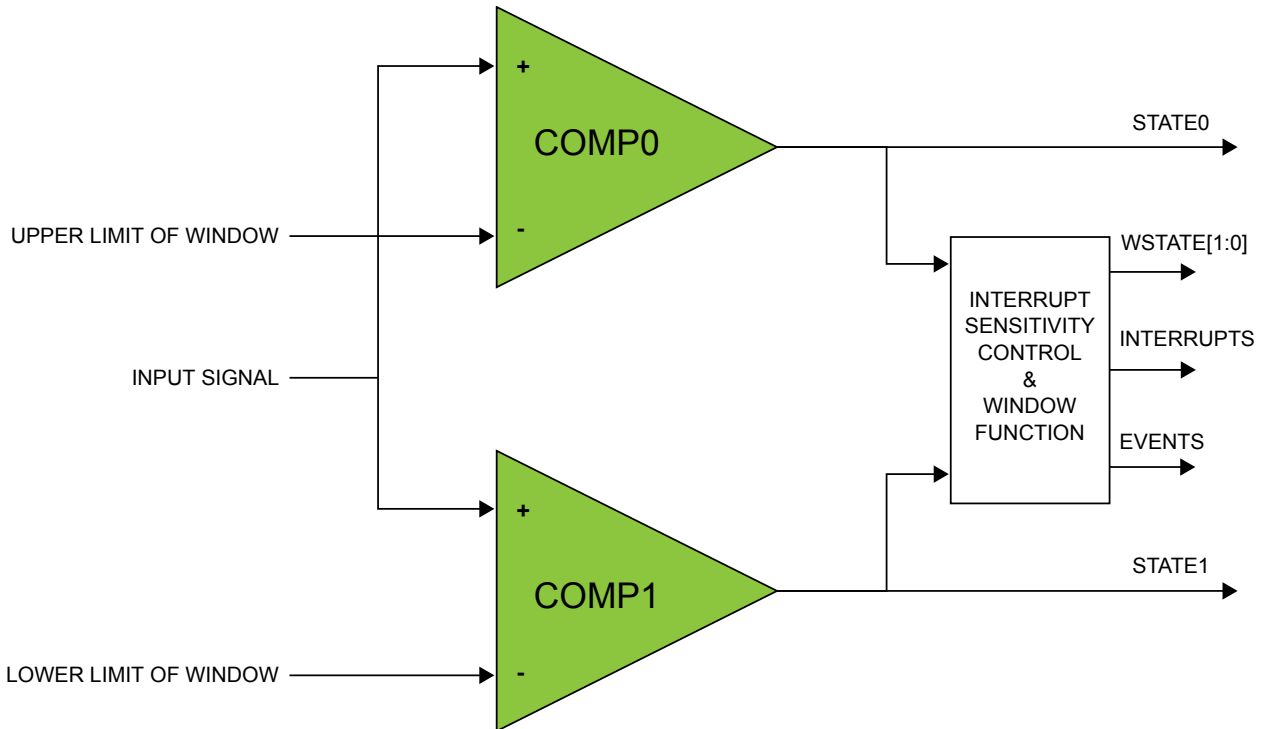 +
COMP0
-
STATE0
UPPER LIMIT OF WINDOW
WSTATE[1:0]
INTERRUPT
SENSITIVITY
CONTROL
&
WINDOW
FUNCTION
INTERRUPTS
INPUT SIGNAL
EVENTS
+
COMP1
-
STATE1
LOWER LIMIT OF WINDOW